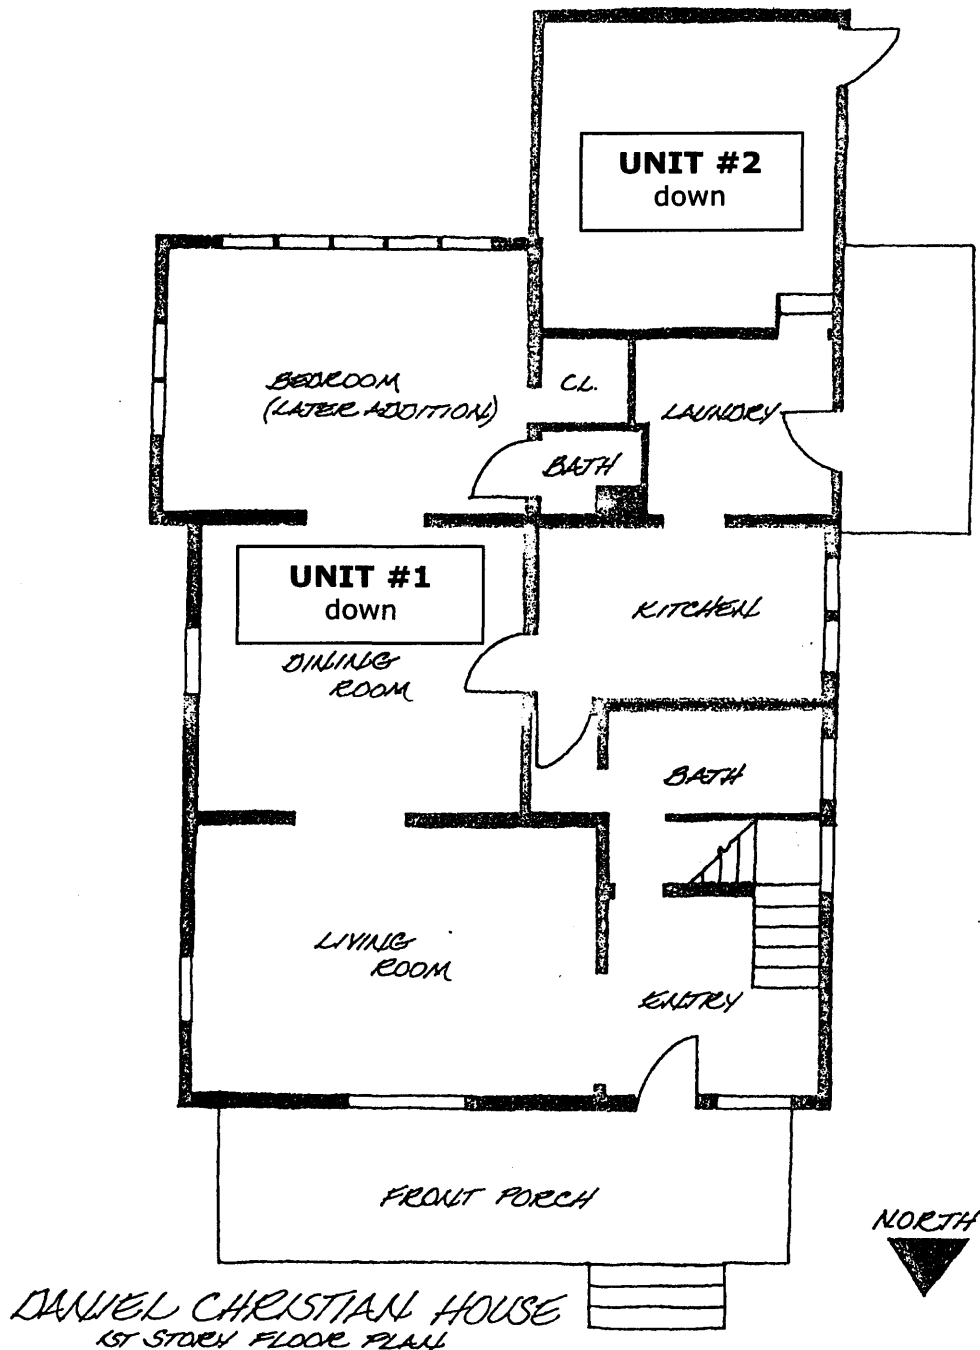 UNIT #2
down
BEDROOM
(LATER ADDITION)
CL.
LAUNDRY
BATH
UNIT #1
down
KITCHEN
DINING
ROOM
BATH
LIVING
ROOM
ENTRY
FRONT PORCH
NORTH
DANIEL CHRISTIAN HOUSE
1ST STORY FLOOR PLAN